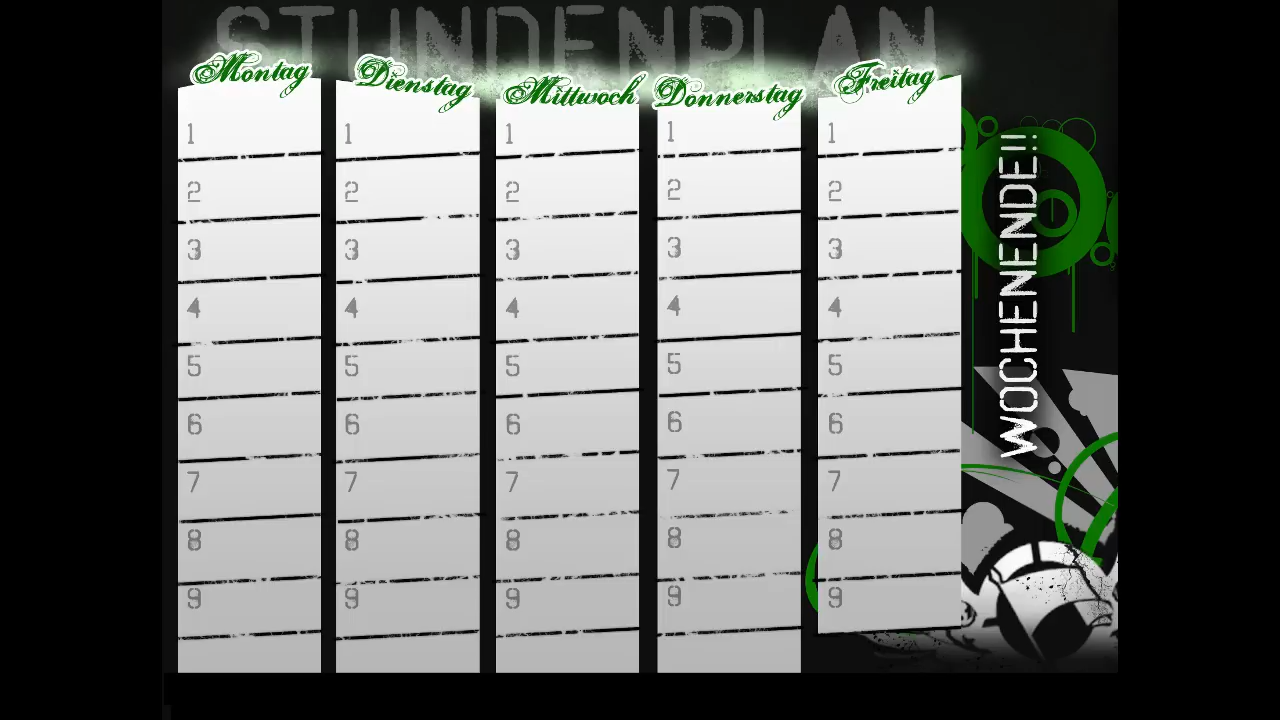 STUNDENPLAN
Montag Dienstag Mittwoch Donnerstag Freitag
1 1 1 1 1
2 2 2 2 2
3 3 3 3 3
4 4 4 4 4
5 5 5 5 5
6 6 6 6 6
7 7 7 7 7
8 8 8 8 8
9 9 9 9 9
WOCHENENDE!!